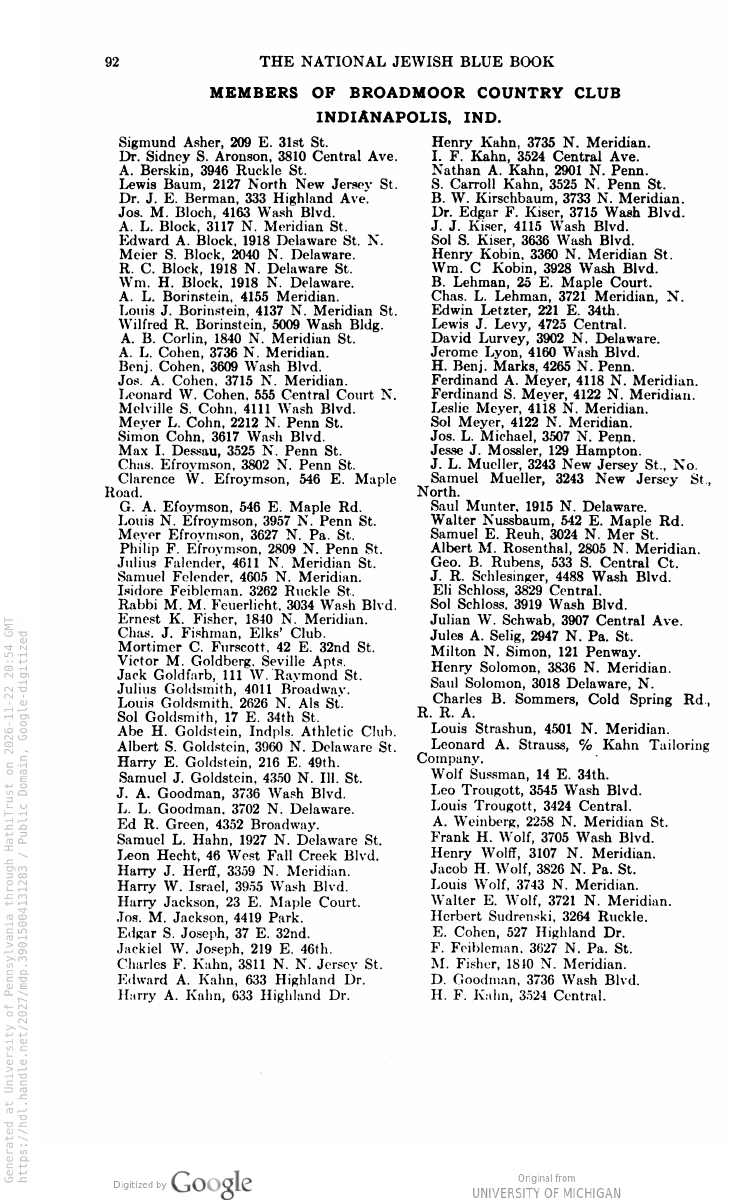 92
THE NATIONAL JEWISH BLUE BOOK
MEMBERS OF BROADMOOR COUNTRY CLUB
INDIANAPOLIS, IND.
Sigmund Asher, 209 E. 31st St.
Dr. Sidney S. Aronson, 3810 Central Ave.
A. Berskin, 3946 Ruckle St.
Lewis Baum, 2127 North New Jersey St.
Dr. J. E. Berman, 333 Highland Ave.
Jos. M. Bloch, 4163 Wash Blvd.
A. L. Block, 3117 N. Meridian St.
Edward A. Block, 1918 Delaware St. N.
Meier S. Block, 2040 N. Delaware.
R. C. Block, 1918 N. Delaware St.
Wm. H. Block, 1918 N. Delaware.
A. L. Borinstein, 4155 Meridian.
Louis J. Borinstein, 4137 N. Meridian St.
Wilfred R. Borinstein, 5009 Wash Bldg.
A. B. Corlin, 1840 N. Meridian St.
A. L. Cohen, 3736 N. Meridian.
Benj. Cohen, 3609 Wash Blvd.
Jos. A. Cohen, 3715 N. Meridian.
Leonard W. Cohen, 555 Central Court N.
Melville S. Cohn, 4111 Wash Blvd.
Meyer L. Cohn, 2212 N. Penn St.
Simon Cohn, 3617 Wash Blvd.
Max I. Dessau, 3525 N. Penn St.
Chas. Efroymson, 3802 N. Penn St.
Clarence W. Efroymson, 546 E. Maple
Road.
G. A. Efoymson, 546 E. Maple Rd.
Louis N. Efroymson, 3957 N. Penn St.
Meyer Efroymson, 3627 N. Pa. St.
Philip F. Efroymson, 2809 N. Penn St.
Julius Falender, 4611 N. Meridian St.
Samuel Felender, 4605 N. Meridian.
Isidore Feibleman. 3262 Ruckle St.
Rabbi M. M. Feuerlicht, 3034 Wash Blvd.
Ernest K. Fisher, 1840 N. Meridian.
Chas. J. Fishman, Elks' Club.
Mortimer C. Furscott, 42 E. 32nd St.
Victor M. Goldberg, Seville Apts.
Jack Goldfarb, 111 W. Raymond St.
Julius Goldsmith, 4011 Broadway.
Louis Goldsmith. 2626 N. Als St.
Sol Goldsmith, 17 E. 34th St.
Abe H. Goldstein, Indpls. Athletic Club.
Albert S. Goldstein, 3960 N. Delaware St.
Harry E. Goldstein, 216 E. 49th.
Samuel J. Goldstein, 4350 N. Ill. St.
J. A. Goodman, 3736 Wash Blvd.
L. L. Goodman, 3702 N. Delaware.
Ed R. Green, 4352 Broadway.
Samuel L. Hahn, 1927 N. Delaware St.
Leon Hecht, 46 West Fall Creek Blvd.
Harry J. Herff, 3359 N. Meridian.
Harry W. Israel, 3955 Wash Blvd.
Harry Jackson, 23 E. Maple Court.
Jos. M. Jackson, 4419 Park.
Edgar S. Joseph, 37 E. 32nd.
Jackiel W. Joseph, 219 E. 46th.
Charles F. Kahn, 3811 N. N. Jersey St.
Edward A. Kahn, 633 Highland Dr.
Harry A. Kahn, 633 Highland Dr.
Henry Kahn, 3735 N. Meridian.
I. F. Kahn, 3524 Central Ave.
Nathan A. Kahn, 2901 N. Penn.
S. Carroll Kahn, 3525 N. Penn St.
B. W. Kirschbaum, 3733 N. Meridian.
Dr. Edgar F. Kiser, 3715 Wash Blvd.
J. J. Kiser, 4115 Wash Blvd.
Sol S. Kiser, 3636 Wash Blvd.
Henry Kobin, 3360 N. Meridian St.
Wm. C Kobin, 3928 Wash Blvd.
B. Lehman, 25 E. Maple Court.
Chas. L. Lehman, 3721 Meridian, N.
Edwin Letzter, 221 E. 34th.
Lewis J. Levy, 4725 Central.
David Lurvey, 3902 N. Delaware.
Jerome Lyon, 4160 Wash Blvd.
H. Benj. Marks, 4265 N. Penn.
Ferdinand A. Meyer, 4118 N. Meridian.
Ferdinand S. Meyer, 4122 N. Meridian.
Leslie Meyer, 4118 N. Meridian.
Sol Meyer, 4122 N. Meridian.
Jos. L. Michael, 3507 N. Penn.
Jesse J. Mossler, 129 Hampton.
J. L. Mueller, 3243 New Jersey St., No.
Samuel Mueller, 3243 New Jersey St.,
North.
Saul Munter, 1915 N. Delaware.
Walter Nussbaum, 542 E. Maple Rd.
Samuel E. Reuh, 3024 N. Mer St.
Albert M. Rosenthal, 2805 N. Meridian.
Geo. B. Rubens, 533 S. Central Ct.
J. R. Schlesinger, 4488 Wash Blvd.
Eli Schloss, 3829 Central.
Sol Schloss. 3919 Wash Blvd.
Julian W. Schwab, 3907 Central Ave.
Jules A. Selig, 2947 N. Pa. St.
Milton N. Simon, 121 Penway.
Henry Solomon, 3836 N. Meridian.
Saul Solomon, 3018 Delaware, N.
Charles B. Sommers, Cold Spring Rd.,
R. R. A.
Louis Strashun, 4501 N. Meridian.
Leonard A. Strauss, % Kahn Tailoring
Company.
Wolf Sussman, 14 E. 34th.
Leo Trougott, 3545 Wash Blvd.
Louis Trougott, 3424 Central.
A. Weinberg, 2258 N. Meridian St.
Frank H. Wolf, 3705 Wash Blvd.
Henry Wolff, 3107 N. Meridian.
Jacob H. Wolf, 3826 N. Pa. St.
Louis Wolf, 3743 N. Meridian.
Walter E. Wolf, 3721 N. Meridian.
Herbert Sudrenski, 3264 Ruckle.
E. Cohen, 527 Highland Dr.
F. Feibleman. 3627 N. Pa. St.
M. Fisher, 1840 N. Meridian.
D. Goodman, 3736 Wash Blvd.
H. F. Kahn, 3524 Central.
Generated at University of Pennsylvania through HathiTrust on 2026-11-22 20:54 GMT
https://hdl.handle.net/2027/mdp.39015004131283 / Public Domain, Google-digitized
Digitized by Google
Original from
UNIVERSITY OF MICHIGAN